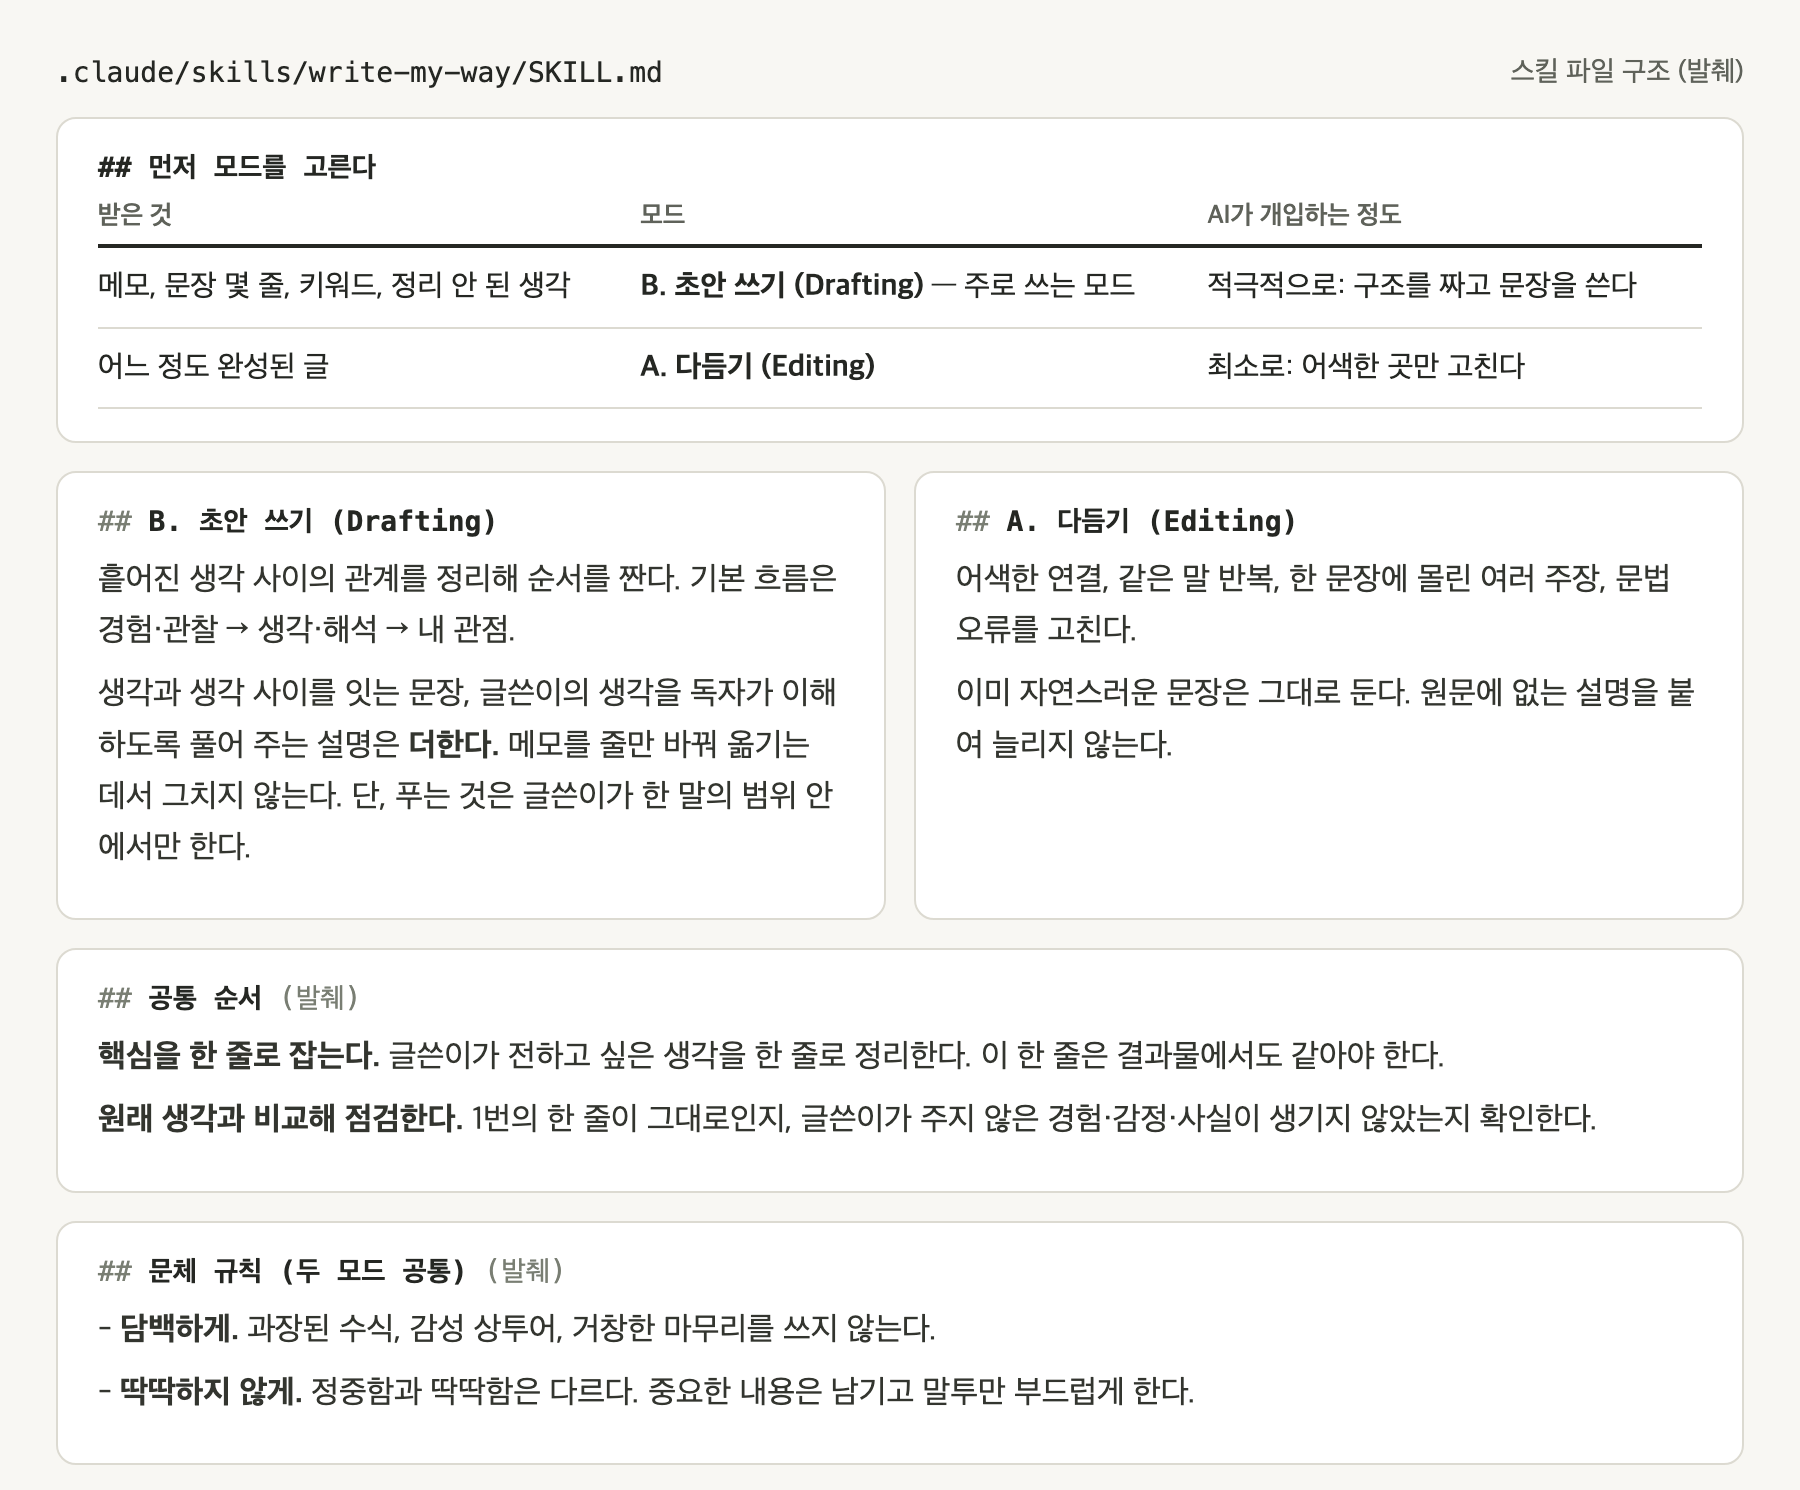 .claude/skills/write-my-way/SKILL.md
스킬 파일 구조 (발췌)
## 먼저 모드를 고른다
받은 것 모드 AI가 개입하는 정도
메모, 문장 몇 줄, 키워드, 정리 안 된 생각 B. 초안 쓰기 (Drafting) — 주로 쓰는 모드 적극적으로: 구조를 짜고 문장을 쓴다
어느 정도 완성된 글 A. 다듬기 (Editing) 최소로: 어색한 곳만 고친다
## B. 초안 쓰기 (Drafting)
흩어진 생각 사이의 관계를 정리해 순서를 짠다. 기본 흐름은
경험·관찰 → 생각·해석 → 내 관점.
생각과 생각 사이를 잇는 문장, 글쓴이의 생각을 독자가 이해
하도록 풀어 주는 설명은 더한다. 메모를 줄만 바꿔 옮기는
데서 그치지 않는다. 단, 푸는 것은 글쓴이가 한 말의 범위 안
에서만 한다.
## A. 다듬기 (Editing)
어색한 연결, 같은 말 반복, 한 문장에 몰린 여러 주장, 문법
오류를 고친다.
이미 자연스러운 문장은 그대로 둔다. 원문에 없는 설명을 붙
여 늘리지 않는다.
## 공통 순서 (발췌)
핵심을 한 줄로 잡는다. 글쓴이가 전하고 싶은 생각을 한 줄로 정리한다. 이 한 줄은 결과물에서도 같아야 한다.
원래 생각과 비교해 점검한다. 1번의 한 줄이 그대로인지, 글쓴이가 주지 않은 경험·감정·사실이 생기지 않았는지 확인한다.
## 문체 규칙 (두 모드 공통) (발췌)
- 담백하게. 과장된 수식, 감성 상투어, 거창한 마무리를 쓰지 않는다.
- 딱딱하지 않게. 정중함과 딱딱함은 다르다. 중요한 내용은 남기고 말투만 부드럽게 한다.